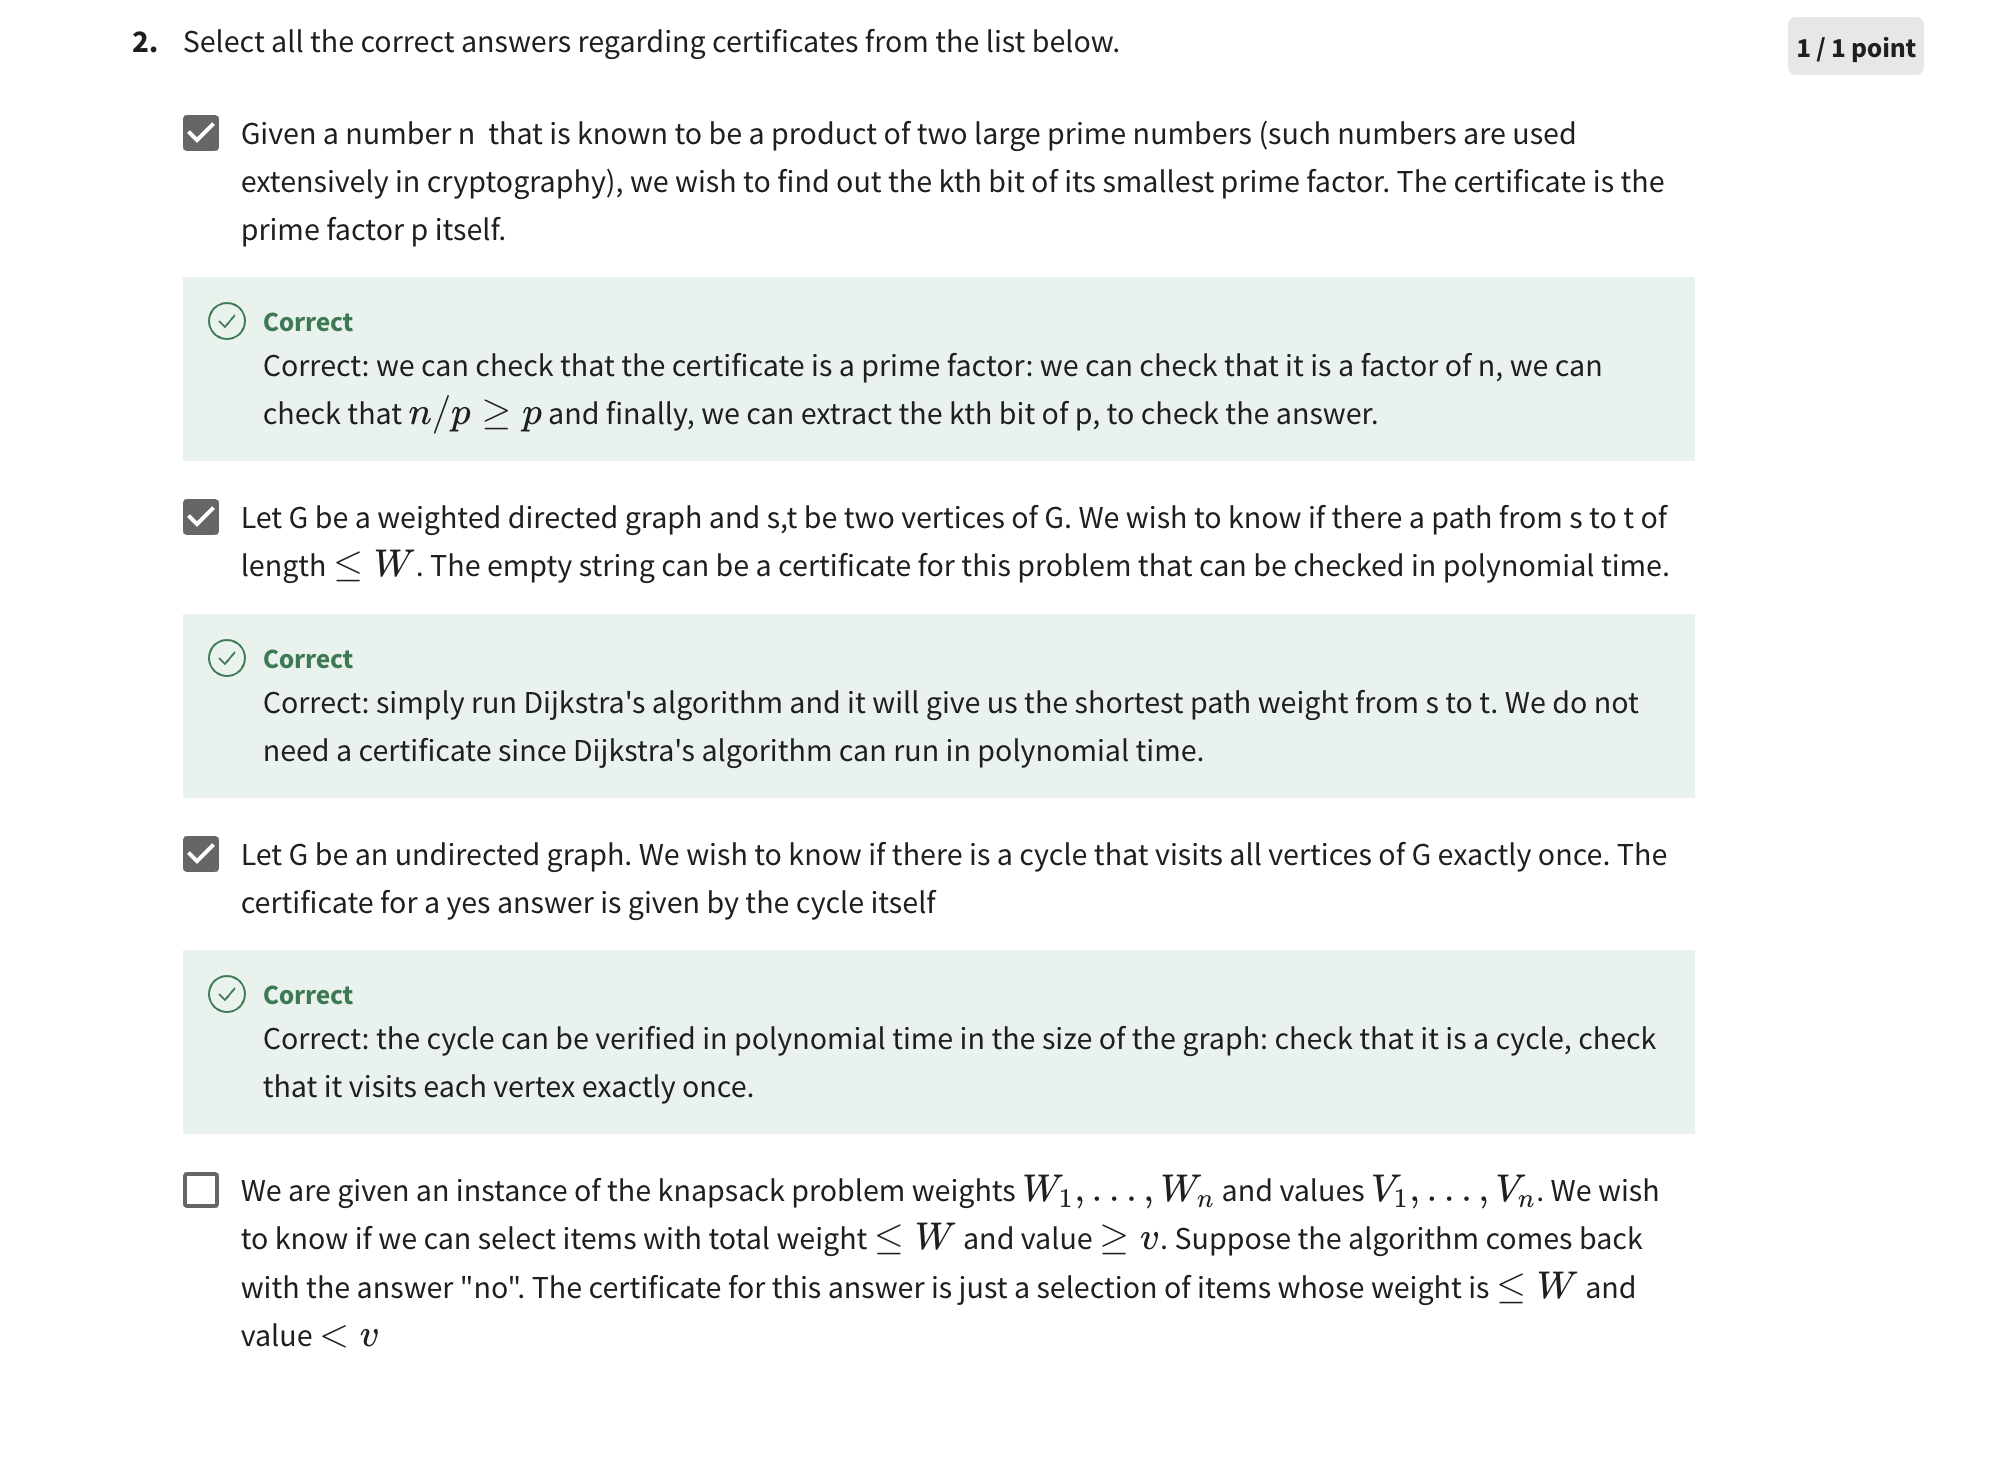 2. Select all the correct answers regarding certificates from the list below.
1 / 1 point
Given a number n that is known to be a product of two large prime numbers (such numbers are used
extensively in cryptography), we wish to find out the kth bit of its smallest prime factor. The certificate is the
prime factor p itself.
Correct
Correct: we can check that the certificate is a prime factor: we can check that it is a factor of n, we can
check that n/p ≥ p and finally, we can extract the kth bit of p, to check the answer.
Let G be a weighted directed graph and s,t be two vertices of G. We wish to know if there a path from s to t of
length ≤ W. The empty string can be a certificate for this problem that can be checked in polynomial time.
Correct
Correct: simply run Dijkstra's algorithm and it will give us the shortest path weight from s to t. We do not
need a certificate since Dijkstra's algorithm can run in polynomial time.
Let G be an undirected graph. We wish to know if there is a cycle that visits all vertices of G exactly once. The
certificate for a yes answer is given by the cycle itself
Correct
Correct: the cycle can be verified in polynomial time in the size of the graph: check that it is a cycle, check
that it visits each vertex exactly once.
We are given an instance of the knapsack problem weights W₁, . . . , Wₙ and values V₁, . . . , Vₙ. We wish
to know if we can select items with total weight ≤ W and value ≥ v. Suppose the algorithm comes back
with the answer "no". The certificate for this answer is just a selection of items whose weight is ≤ W and
value < v